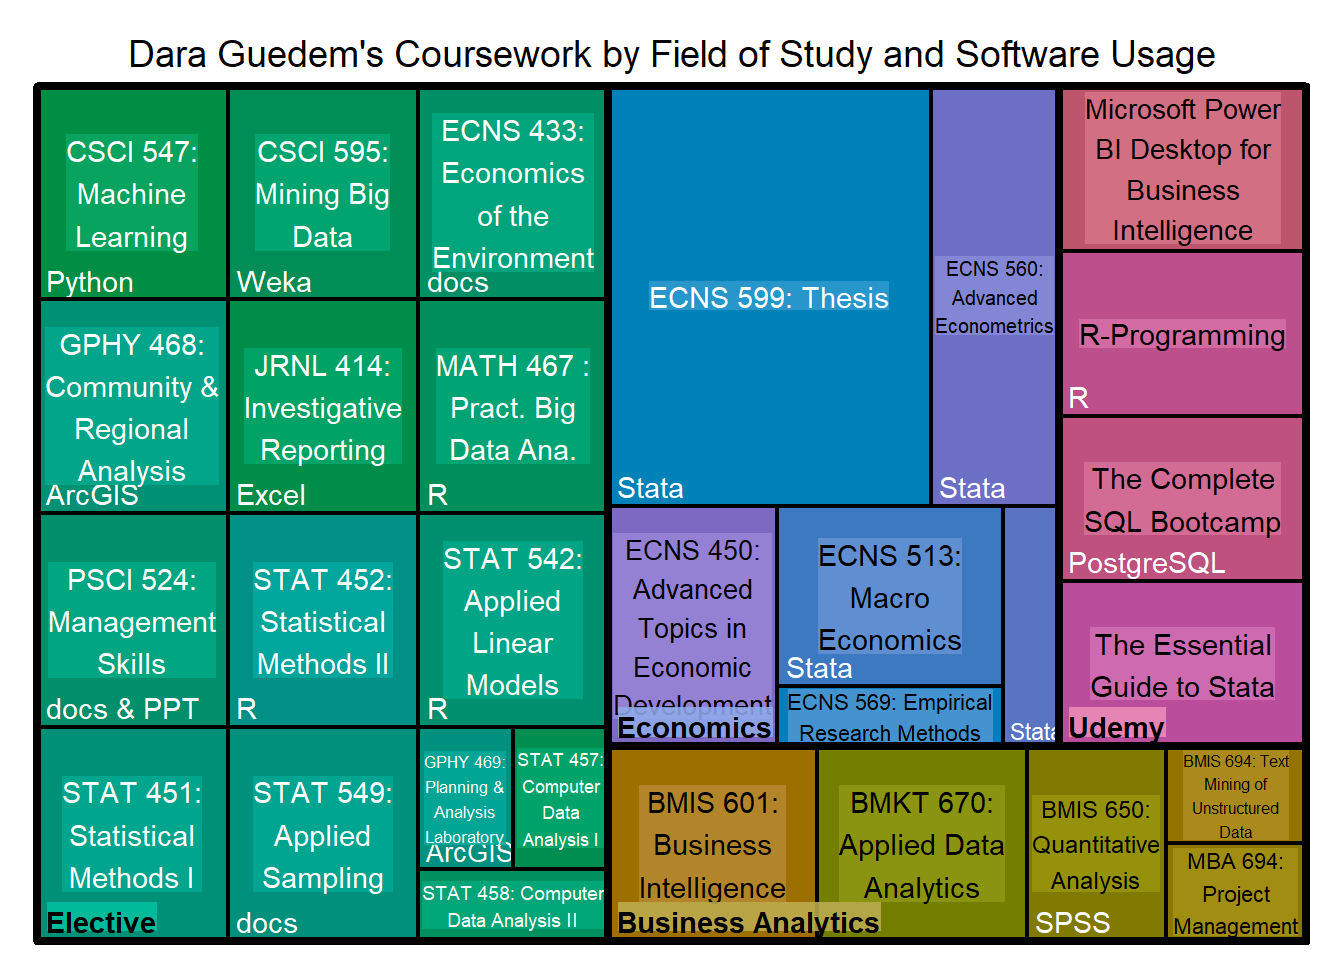 Dara Guedem's Coursework by Field of Study and Software Usage
CSCI 547:
Machine
Learning
Python
CSCI 595:
Mining Big
Data
Weka
ECNS 433:
Economics
of the
Environment
docs
GPHY 468:
Community &
Regional
Analysis
ArcGIS
JRNL 414:
Investigative
Reporting
Excel
MATH 467 :
Pract. Big
Data Ana.
R
PSCI 524:
Management
Skills
docs & PPT
STAT 452:
Statistical
Methods II
R
STAT 542:
Applied
Linear
Models
R
STAT 451:
Statistical
Methods I
Elective
STAT 549:
Applied
Sampling
docs
GPHY 469:
Planning &
Analysis
Laboratory
ArcGIS
STAT 457:
Computer
Data
Analysis I
STAT 458: Computer
Data Analysis II
ECNS 599: Thesis
Stata
ECNS 560:
Advanced
Econometrics
Stata
ECNS 450:
Advanced
Topics in
Economic
Development
Economics
ECNS 513:
Macro
Economics
Stata
ECNS 569: Empirical
Research Methods
Stata
Microsoft Power
BI Desktop for
Business
Intelligence
R-Programming
R
The Complete
SQL Bootcamp
PostgreSQL
The Essential
Guide to Stata
Udemy
BMIS 601:
Business
Intelligence
Business Analytics
BMKT 670:
Applied Data
Analytics
BMIS 650:
Quantitative
Analysis
SPSS
BMIS 694: Text
Mining of
Unstructured
Data
MBA 694:
Project
Management